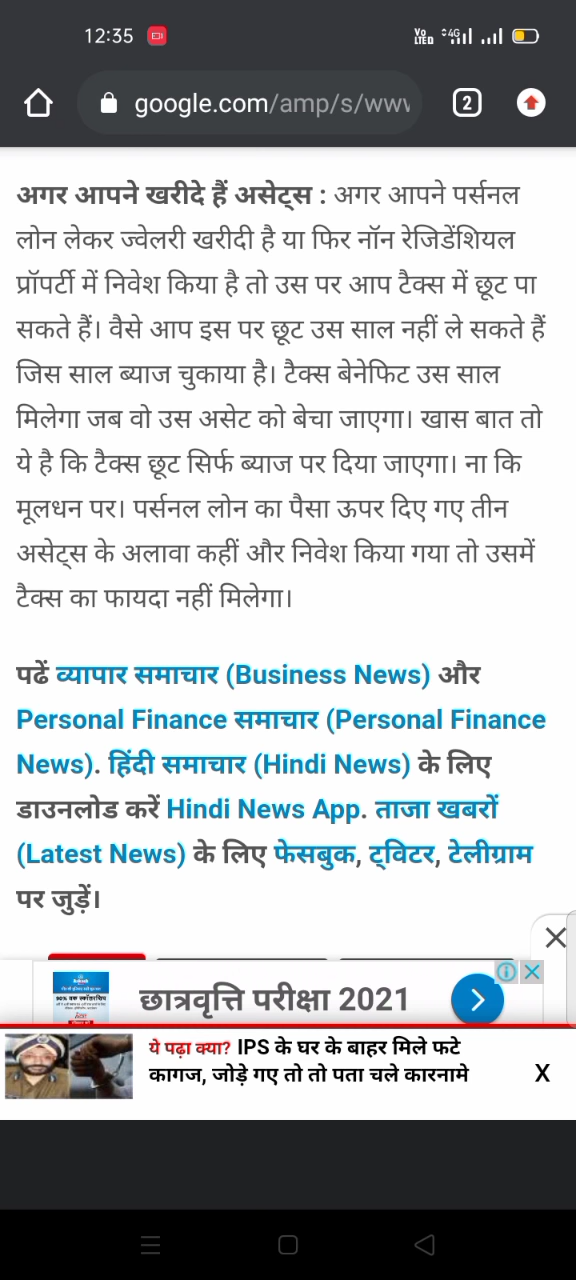 12:35
Vo LTED 4G
google.com/amp/s/www
2
अगर आपने खरीदे हैं असेट्स : अगर आपने पर्सनल
लोन लेकर ज्वेलरी खरीदी है या फिर नॉन रेजिडेंशियल
प्रॉपर्टी में निवेश किया है तो उस पर आप टैक्स में छूट पा
सकते हैं। वैसे आप इस पर छूट उस साल नहीं ले सकते हैं
जिस साल ब्याज चुकाया है। टैक्स बेनेफिट उस साल
मिलेगा जब वो उस असेट को बेचा जाएगा। खास बात तो
ये है कि टैक्स छूट सिर्फ ब्याज पर दिया जाएगा। ना कि
मूलधन पर। पर्सनल लोन का पैसा ऊपर दिए गए तीन
असेट्स के अलावा कहीं और निवेश किया गया तो उसमें
टैक्स का फायदा नहीं मिलेगा।
पढें व्यापार समाचार (Business News) और
Personal Finance समाचार (Personal Finance
News). हिंदी समाचार (Hindi News) के लिए
डाउनलोड करें Hindi News App. ताजा खबरों
(Latest News) के लिए फेसबुक, ट्विटर, टेलीग्राम
पर जुड़ें।
छात्रवृत्ति परीक्षा 2021
ये पढ़ा क्या? IPS के घर के बाहर मिले फटे
कागज, जोड़े गए तो तो पता चले कारनामे
X